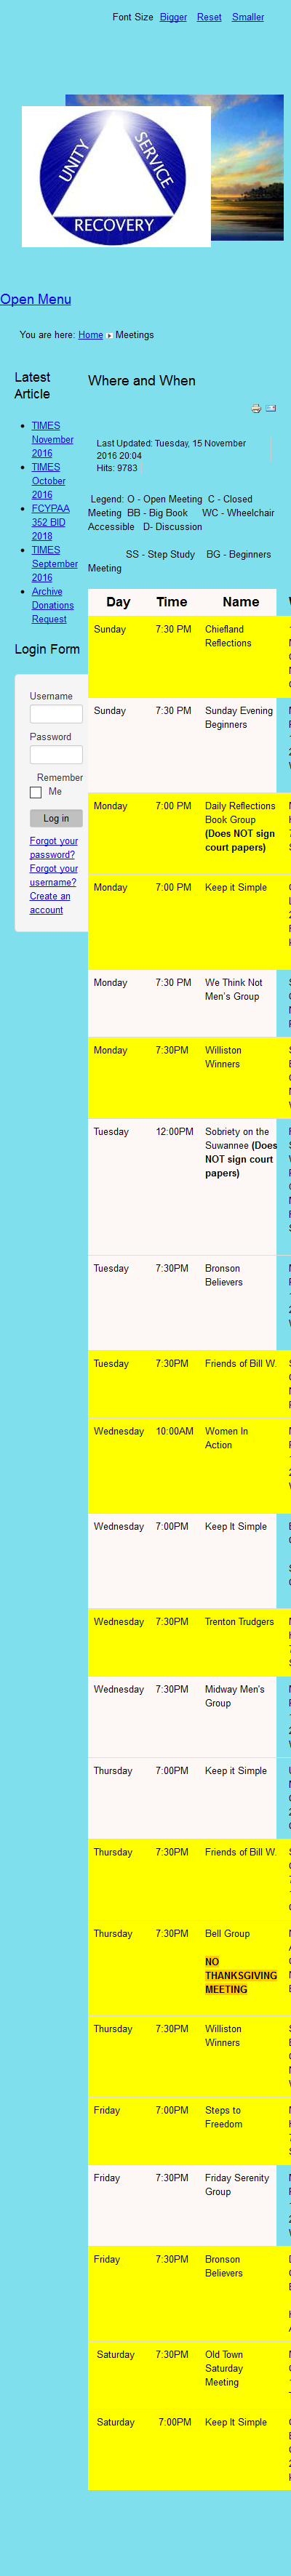 Font Size Bigger Reset Smaller
UNITY
SERVICE
RECOVERY
Open Menu
You are here: Home Meetings
Latest
Article
TIMES
November
2016
TIMES
October
2016
FCYPAA
352 BID
2018
TIMES
September
2016
Archive
Donations
Request
Login Form
Username
Password
Remember
Me
Log in
Forgot your
password?
Forgot your
username?
Create an
account
Where and When
Last Updated: Tuesday, 15 November
2016 20:04
Hits: 9783
Legend: O - Open Meeting C - Closed
Meeting BB - Big Book WC - Wheelchair
Accessible D- Discussion
SS - Step Study BG - Beginners
Meeting
Day Time Name
Sunday 7:30 PM Chiefland
Reflections
Sunday 7:30 PM Sunday Evening
Beginners
Monday 7:00 PM Daily Reflections
Book Group
(Does NOT sign
court papers)
Monday 7:00 PM Keep it Simple
Monday 7:30 PM We Think Not
Men's Group
Monday 7:30PM Williston
Winners
Tuesday 12:00PM Sobriety on the
Suwannee (Does
NOT sign court
papers)
Tuesday 7:30PM Bronson
Believers
Tuesday 7:30PM Friends of Bill W.
Wednesday 10:00AM Women In
Action
Wednesday 7:00PM Keep It Simple
Wednesday 7:30PM Trenton Trudgers
Wednesday 7:30PM Midway Men's
Group
Thursday 7:00PM Keep it Simple
Thursday 7:30PM Friends of Bill W.
Thursday 7:30PM Bell Group
NO
THANKSGIVING
MEETING
Thursday 7:30PM Williston
Winners
Friday 7:00PM Steps to
Freedom
Friday 7:30PM Friday Serenity
Group
Friday 7:30PM Bronson
Believers
Saturday 7:30PM Old Town
Saturday
Meeting
Saturday 7:00PM Keep It Simple